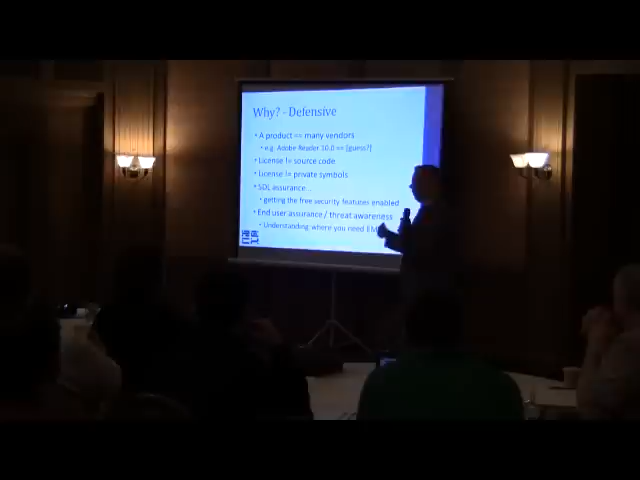 Why? - Defensive
• A product == many vendors
• e.g. Adobe Reader 10.0 == [guess?]
• License != source code
• License != private symbols
• SDL assurance...
• getting the free security features enabled
• End user assurance / threat awareness
• Understanding where you need